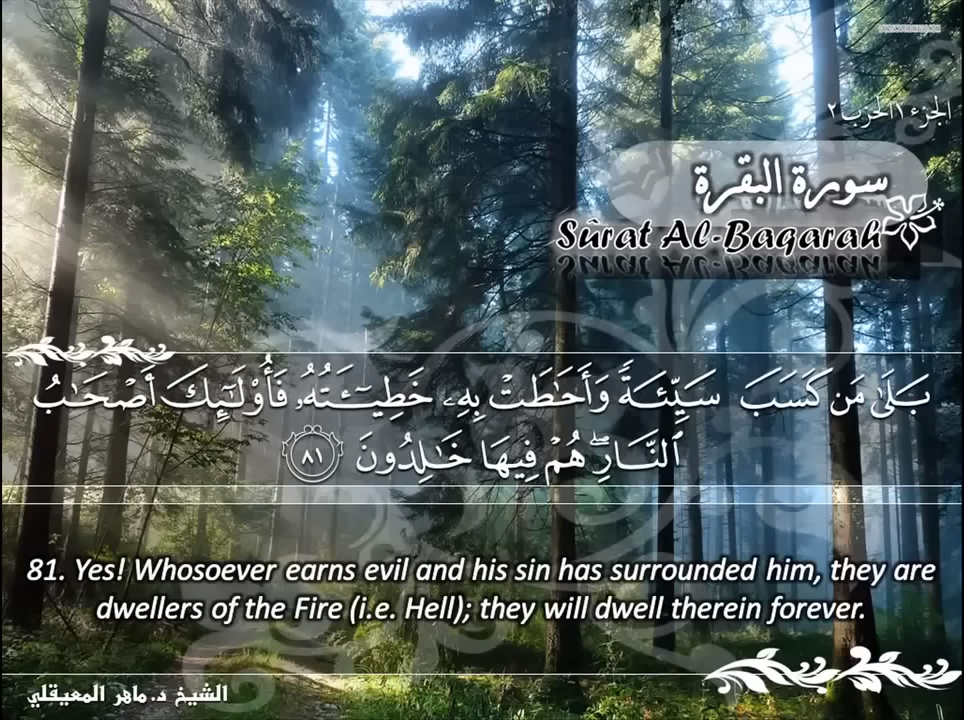 الجزء ١ الحزب ٢
سورة البقرة
Sûrat Al-Baqarah
بَلَىٰ مَن كَسَبَ سَيِّئَةً وَأَحَٰطَتْ بِهِۦ خَطِيٓـَٔتُهُۥ فَأُو۟لَٰٓئِكَ أَصْحَٰبُ
ٱلنَّارِ ۖ هُمْ فِيهَا خَٰلِدُونَ ٨١
81. Yes! Whosoever earns evil and his sin has surrounded him, they are
dwellers of the Fire (i.e. Hell); they will dwell therein forever.
الشيخ د. ماهر المعيقلي